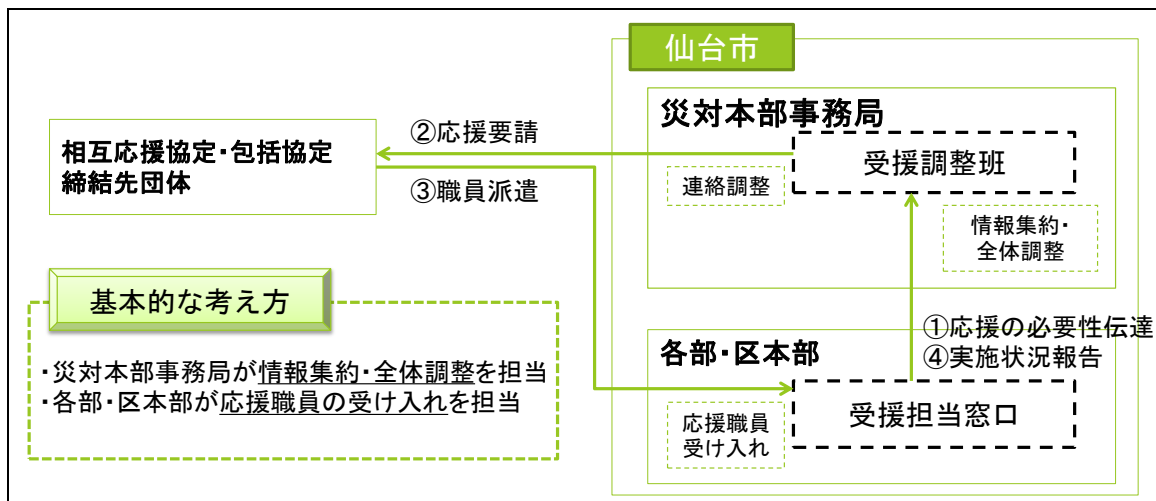 仙台市
災対本部事務局
受援調整班
連絡調整
情報集約・
全体調整
②応援要請
③職員派遣
相互応援協定・包括協定
締結先団体
基本的な考え方
・災対本部事務局が情報集約・全体調整を担当
・各部・区本部が応援職員の受け入れを担当
①応援の必要性伝達
④実施状況報告
各部・区本部
受援担当窓口
応援職員
受け入れ